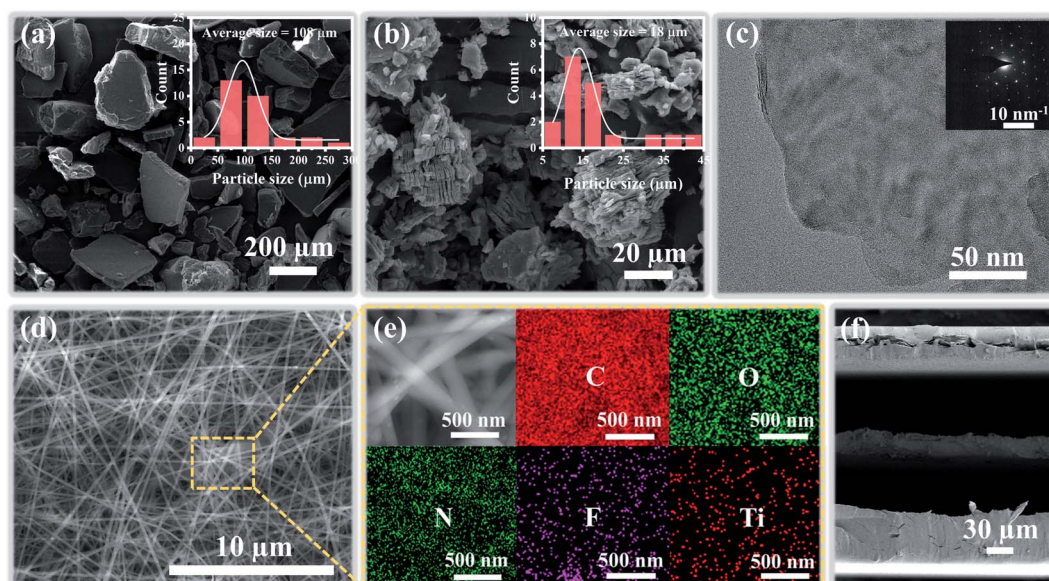 (a)
Average size = 108 μm
Count
25
20
15
10
5
0
0 50 100 150 200 250 300
Particle size (μm)
200 μm
(b)
Average size = 18 μm
Count
10
8
6
4
2
0
5 15 25 35 45
Particle size (μm)
20 μm
(c)
10 nm⁻¹
50 nm
(d)
10 μm
(e)
500 nm
C
500 nm
O
500 nm
N
500 nm
F
500 nm
Ti
500 nm
(f)
30 μm